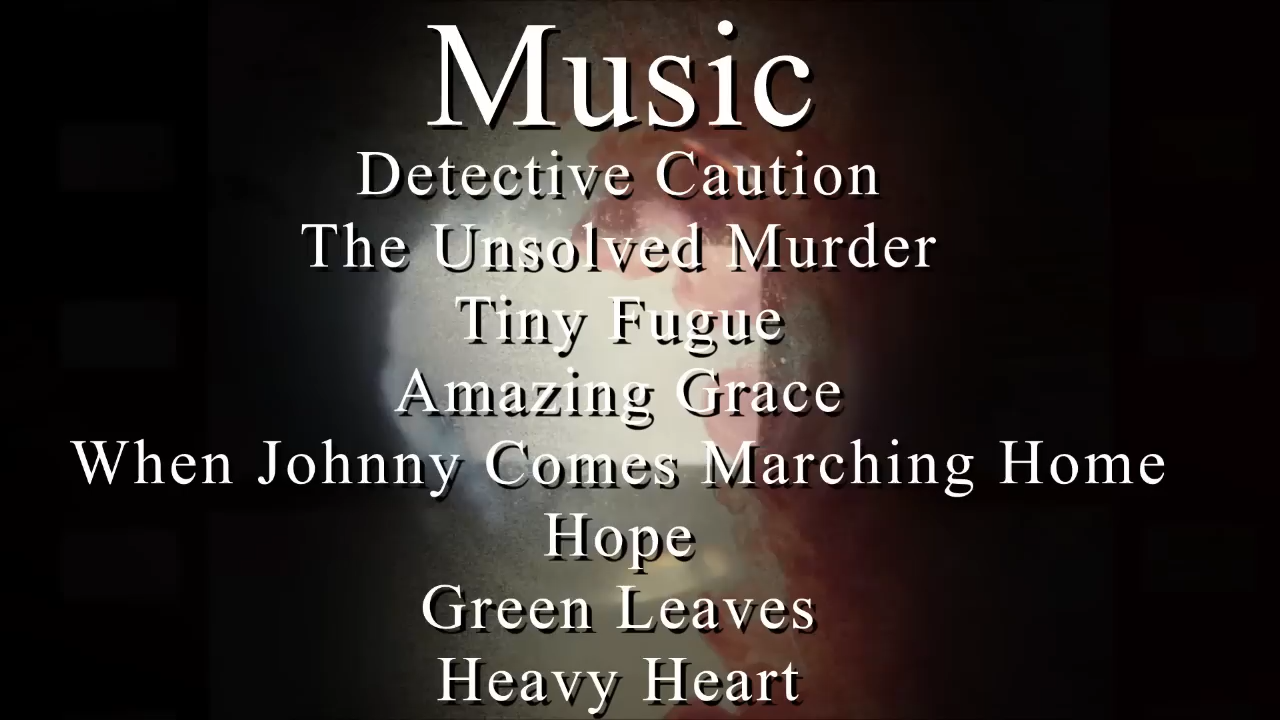 Music
Detective Caution
The Unsolved Murder
Tiny Fugue
Amazing Grace
When Johnny Comes Marching Home
Hope
Green Leaves
Heavy Heart